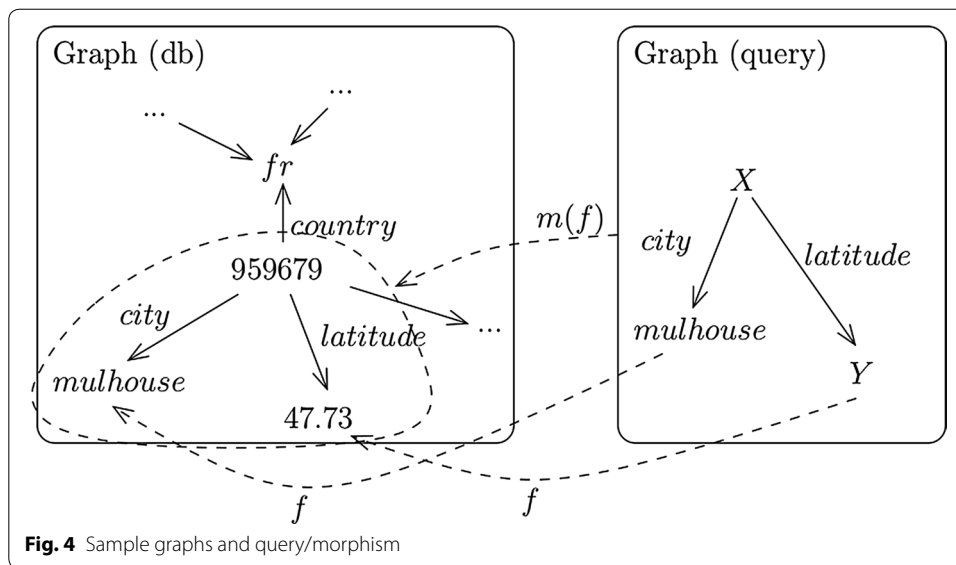 Graph (db)
Graph (query)
...
...
fr
country
959679
city
latitude
...
mulhouse
47.73
m(f)
X
city
latitude
mulhouse
Y
f
f
Fig. 4 Sample graphs and query/morphism